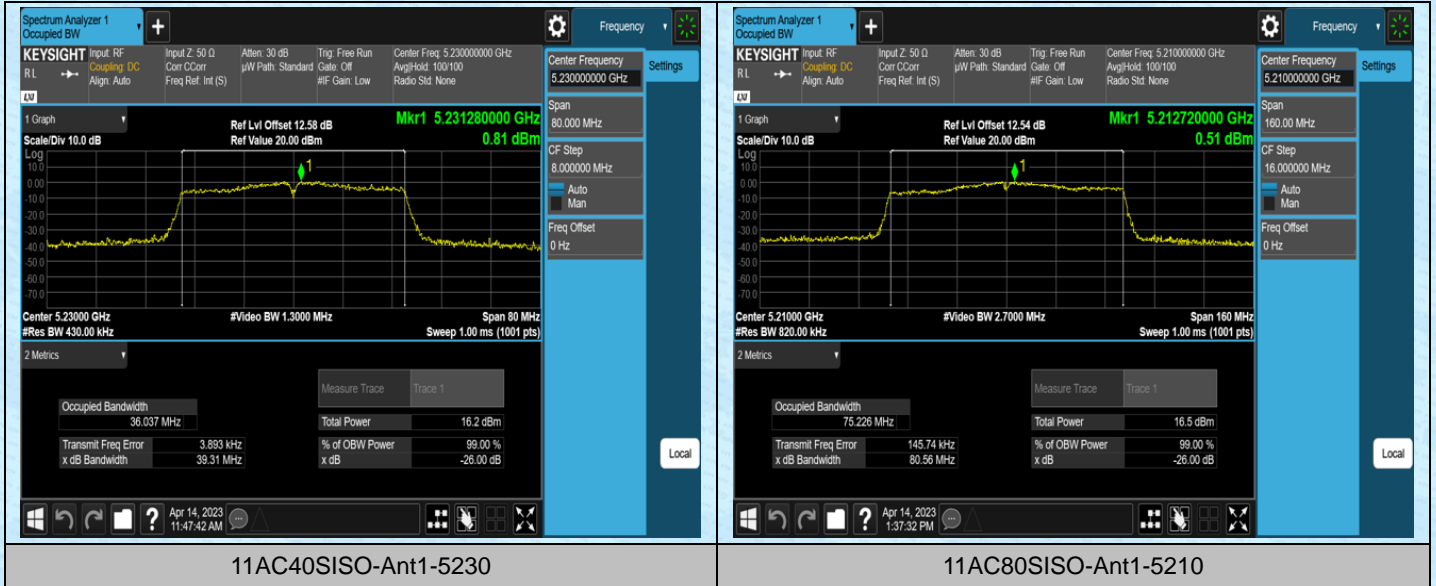 Spectrum Analyzer 1
Occupied BW
+
Frequency
KEYSIGHT Input: RF Input Z: 50 Ω Atten: 30 dB Trig: Free Run Center Freq: 5.230000000 GHz
RL Coupling: DC Corr CCorr µW Path: Standard Gate: Off Avg|Hold: 100/100
Align: Auto Freq Ref: Int (S) #IF Gain: Low Radio Std: None
LXI
Center Frequency
5.230000000 GHz
Settings
Span
80.000 MHz
CF Step
8.000000 MHz
Auto
Man
Freq Offset
0 Hz
Local
1 Graph
Ref Lvl Offset 12.58 dB Mkr1 5.231280000 GHz
Scale/Div 10.0 dB Ref Value 20.00 dBm 0.81 dBm
Log
10.0
0.00
-10.0
-20.0
-30.0
-40.0
-50.0
-60.0
-70.0
1
Center 5.23000 GHz #Video BW 1.3000 MHz Span 80 MHz
#Res BW 430.00 kHz Sweep 1.00 ms (1001 pts)
2 Metrics
Measure Trace Trace 1
Occupied Bandwidth
36.037 MHz Total Power 16.2 dBm
Transmit Freq Error 3.893 kHz % of OBW Power 99.00 %
x dB Bandwidth 39.31 MHz x dB -26.00 dB
? Apr 14, 2023
11:47:42 AM
11AC40SISO-Ant1-5230
Spectrum Analyzer 1
Occupied BW
+
Frequency
KEYSIGHT Input: RF Input Z: 50 Ω Atten: 30 dB Trig: Free Run Center Freq: 5.210000000 GHz
RL Coupling: DC Corr CCorr µW Path: Standard Gate: Off Avg|Hold: 100/100
Align: Auto Freq Ref: Int (S) #IF Gain: Low Radio Std: None
LXI
Center Frequency
5.210000000 GHz
Settings
Span
160.00 MHz
CF Step
16.000000 MHz
Auto
Man
Freq Offset
0 Hz
Local
1 Graph
Ref Lvl Offset 12.54 dB Mkr1 5.212720000 GHz
Scale/Div 10.0 dB Ref Value 20.00 dBm 0.51 dBm
Log
10.0
0.00
-10.0
-20.0
-30.0
-40.0
-50.0
-60.0
-70.0
1
Center 5.21000 GHz #Video BW 2.7000 MHz Span 160 MHz
#Res BW 820.00 kHz Sweep 1.00 ms (1001 pts)
2 Metrics
Measure Trace Trace 1
Occupied Bandwidth
75.226 MHz Total Power 16.5 dBm
Transmit Freq Error 145.74 kHz % of OBW Power 99.00 %
x dB Bandwidth 80.56 MHz x dB -26.00 dB
? Apr 14, 2023
1:37:32 PM
11AC80SISO-Ant1-5210